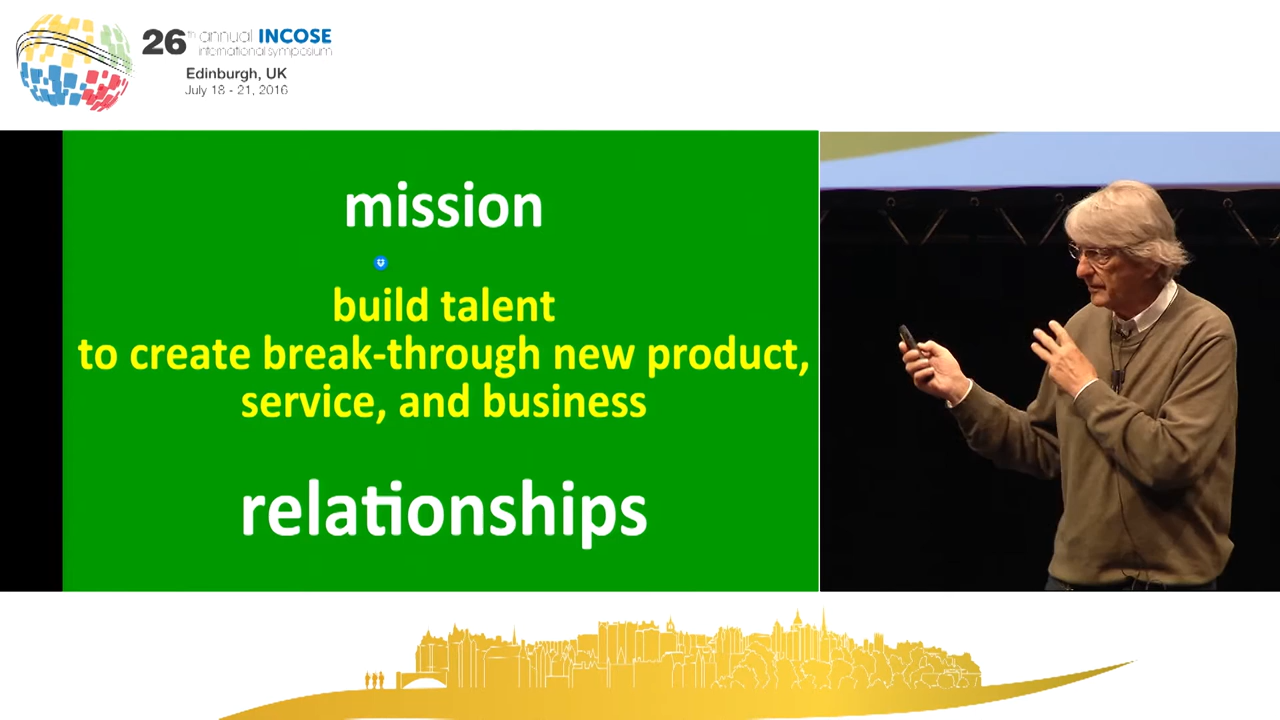 26th annual INCOSE
international symposium
Edinburgh, UK
July 18 - 21, 2016
mission
build talent
to create break-through new product,
service, and business
relationships